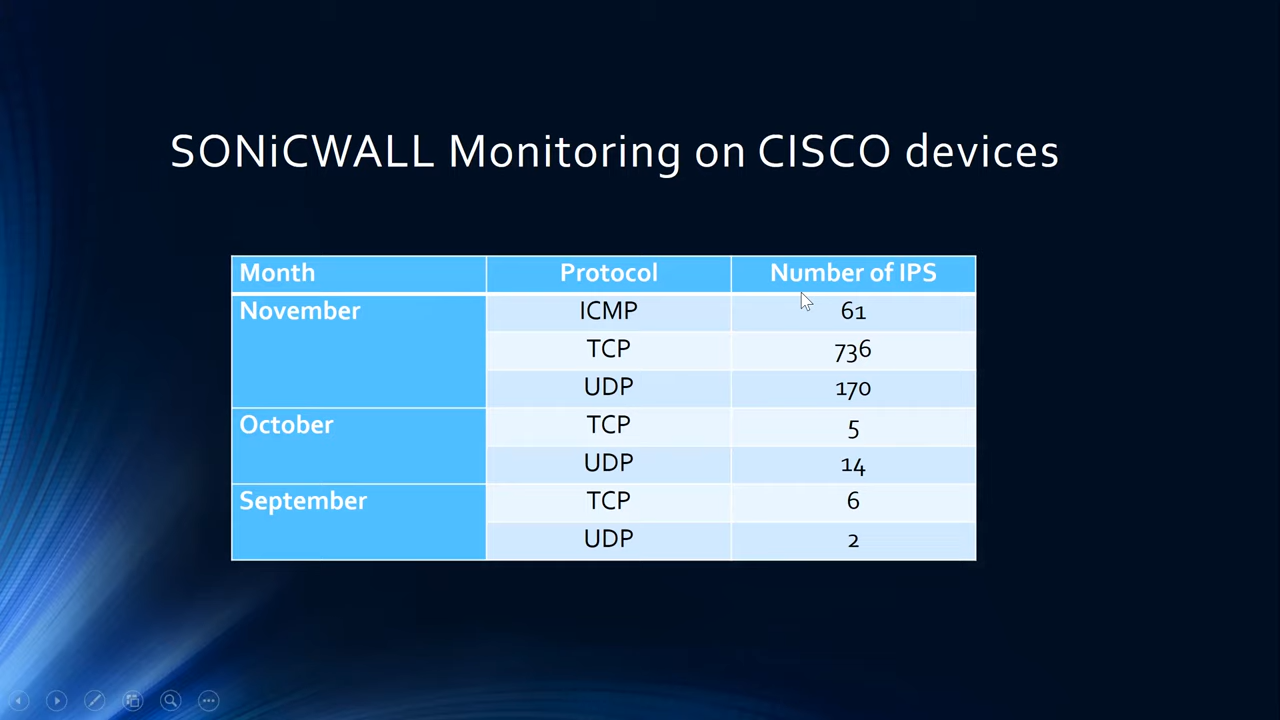 SONiCWALL Monitoring on CISCO devices
Month Protocol Number of IPS
November ICMP 61
TCP 736
UDP 170
October TCP 5
UDP 14
September TCP 6
UDP 2